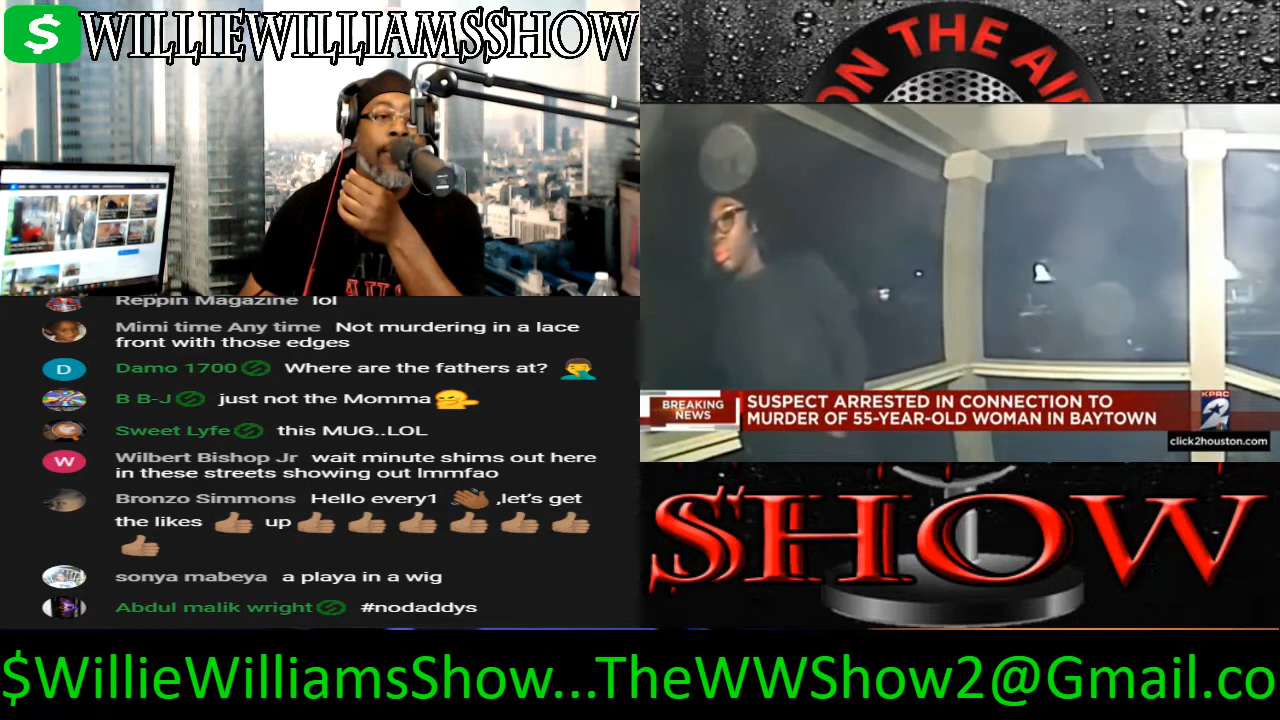 $ WILLIEWILLIAMSSHOW
ON THE AIR
Reppin Magazine lol
Mimi time Any time Not murdering in a lace
front with those edges
D Damo 1700 Where are the fathers at? 🤦‍♂️
B B-J just not the Momma
Sweet Lyfe this MUG..LOL
W Wilbert Bishop Jr wait minute shims out here
in these streets showing out lmmfao
Bronzo Simmons Hello every1 👋🏾 ,let's get
the likes 👍🏽 up 👍🏽 👍🏽 👍🏽 👍🏽 👍🏽 👍🏽
👍🏽
sonya mabeya a playa in a wig
Abdul malik wright #nodaddys
BREAKING
NEWS
SUSPECT ARRESTED IN CONNECTION TO
MURDER OF 55-YEAR-OLD WOMAN IN BAYTOWN
KPRC
2
click2houston.com
SHOW
$WillieWilliamsShow...TheWWShow2@Gmail.co